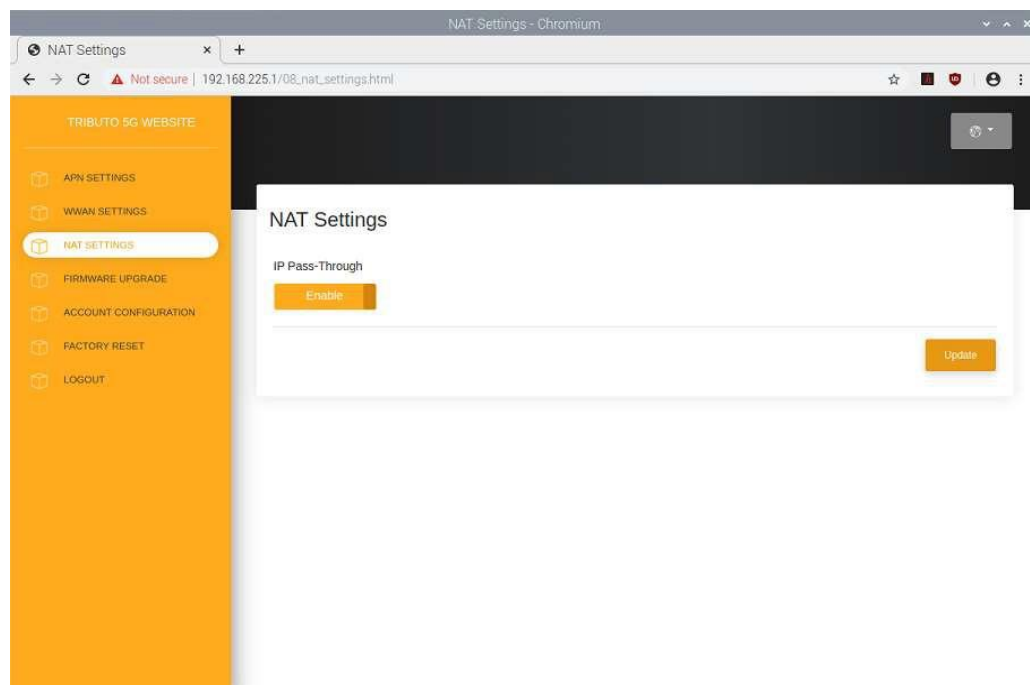 NAT Settings - Chromium
NAT Settings
Not secure | 192.168.225.1/08_nat_settings.html
TRIBUTO 5G WEBSITE
APN SETTINGS
WWAN SETTINGS
NAT SETTINGS
FIRMWARE UPGRADE
ACCOUNT CONFIGURATION
FACTORY RESET
LOGOUT
NAT Settings
IP Pass-Through
Enable
Update